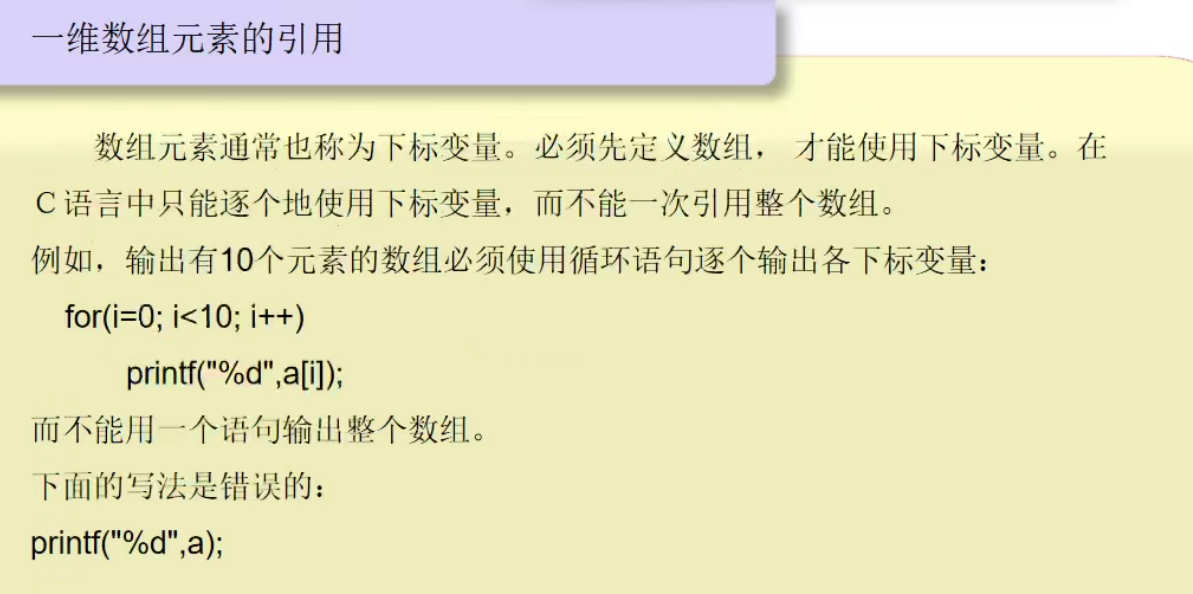 一维数组元素的引用
数组元素通常也称为下标变量。必须先定义数组， 才能使用下标变量。在
Ｃ语言中只能逐个地使用下标变量，而不能一次引用整个数组。
例如，输出有10个元素的数组必须使用循环语句逐个输出各下标变量：
for(i=0; i<10; i++)
printf("%d",a[i]);
而不能用一个语句输出整个数组。
下面的写法是错误的：
printf("%d",a);